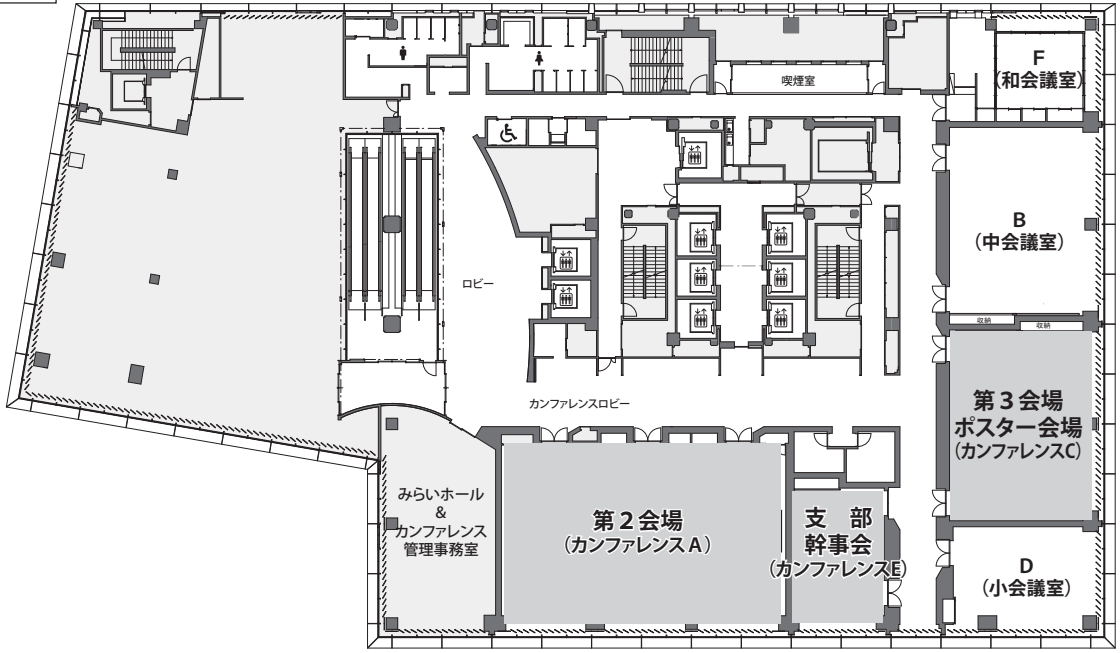 喫煙室
F
(和会議室)
B
(中会議室)
ロビー
収納
収納
カンファレンスロビー
第3会場
ポスター会場
(カンファレンスC)
みらいホール
&
カンファレンス
管理事務室
第2会場
(カンファレンスA)
支 部
幹事会
(カンファレンスE)
D
(小会議室)